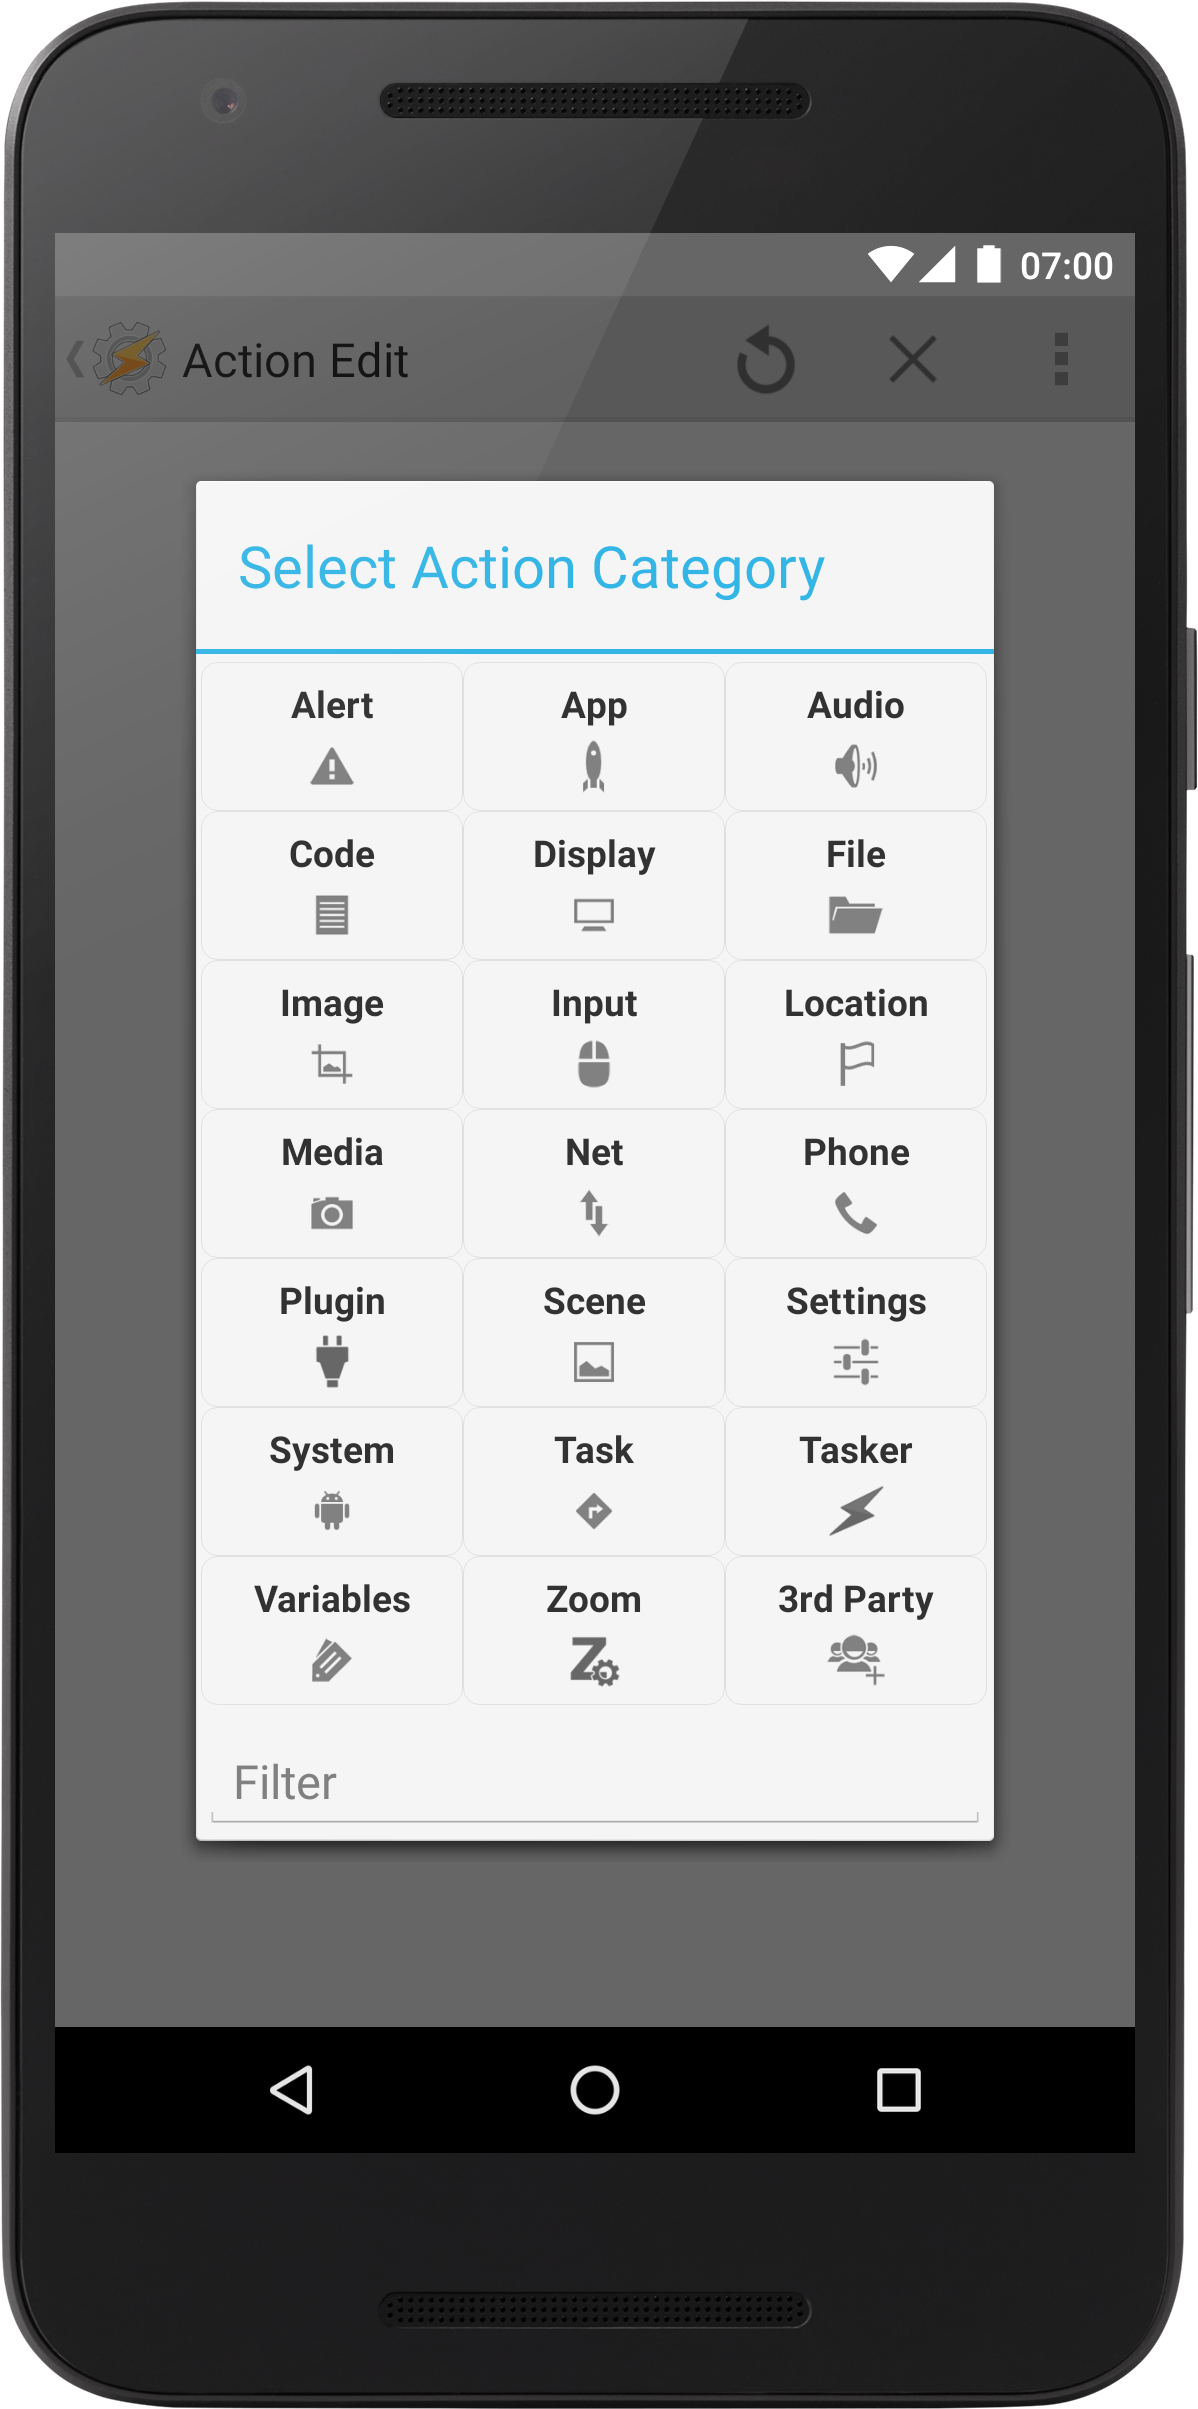 07:00
Action Edit
Select Action Category
Alert App Audio
Code Display File
Image Input Location
Media Net Phone
Plugin Scene Settings
System Task Tasker
Variables Zoom 3rd Party
Filter